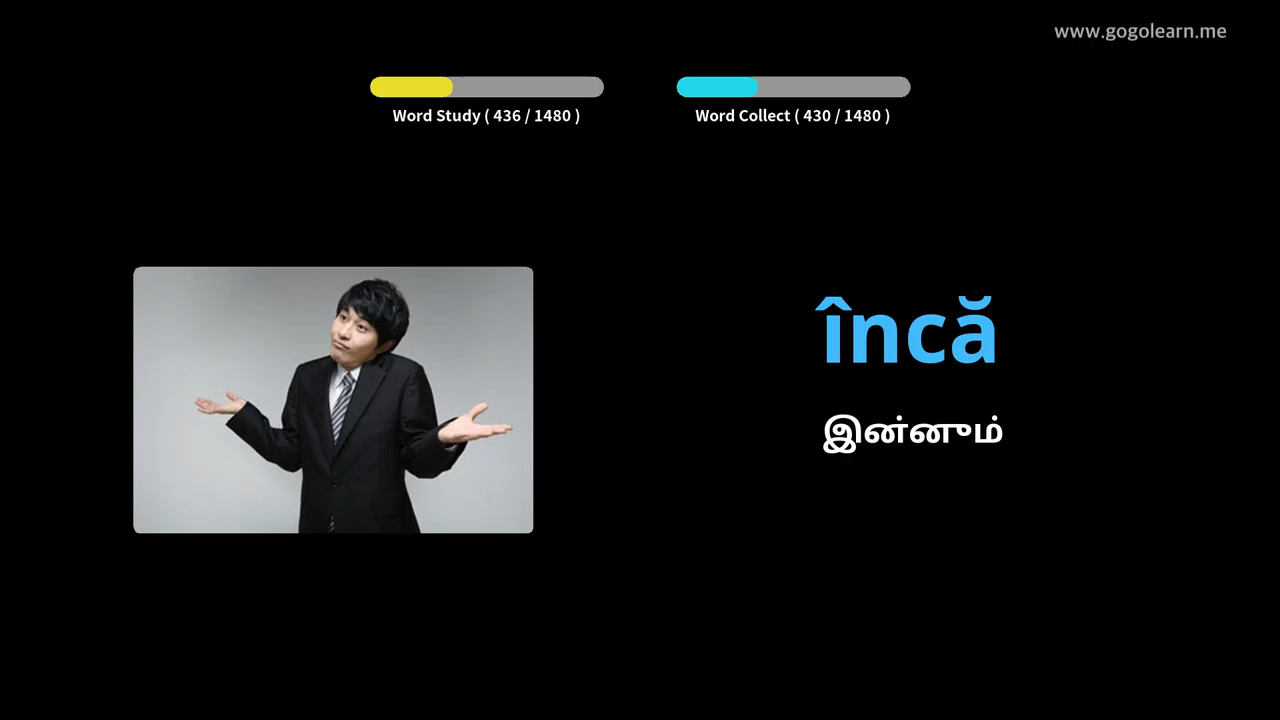 www.gogolearn.me
Word Study ( 436 / 1480 )
Word Collect ( 430 / 1480 )
încă
இன்னும்